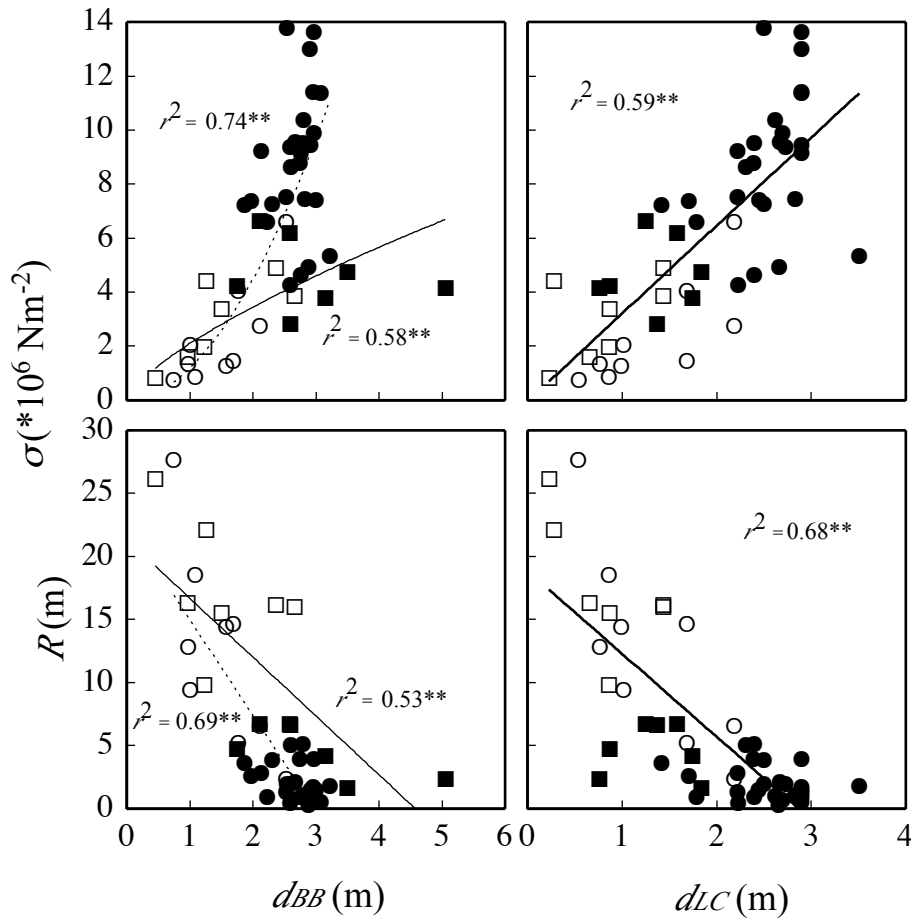 σ(*10⁶ Nm⁻²)
14
12
10
8
6
4
2
0
r² = 0.74**
r² = 0.58**
r² = 0.59**
R (m)
30
25
20
15
10
5
0
r² = 0.69**
r² = 0.53**
r² = 0.68**
0 1 2 3 4 5 6
0 1 2 3 4
dBB (m)
dLC (m)